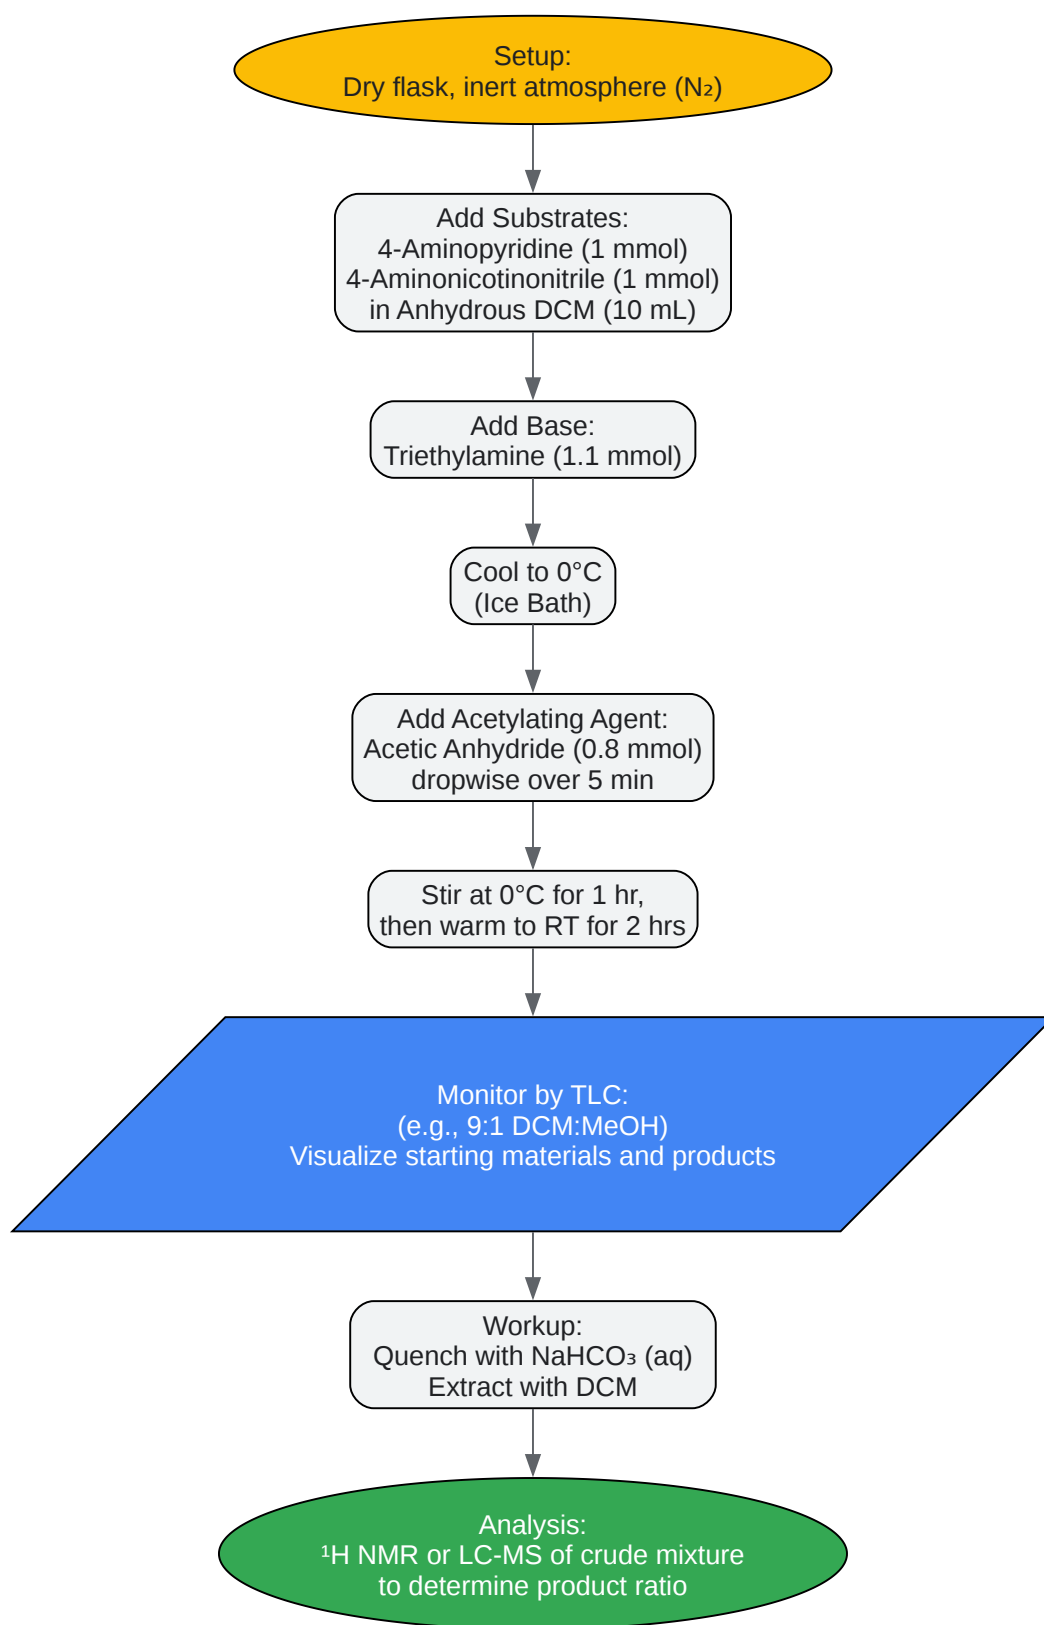 Setup:
Dry flask, inert atmosphere (N₂)
Add Substrates:
4-Aminopyridine (1 mmol)
4-Aminonicotinonitrile (1 mmol)
in Anhydrous DCM (10 mL)
Add Base:
Triethylamine (1.1 mmol)
Cool to 0°C
(Ice Bath)
Add Acetylating Agent:
Acetic Anhydride (0.8 mmol)
dropwise over 5 min
Stir at 0°C for 1 hr,
then warm to RT for 2 hrs
Monitor by TLC:
(e.g., 9:1 DCM:MeOH)
Visualize starting materials and products
Workup:
Quench with NaHCO₃ (aq)
Extract with DCM
Analysis:
¹H NMR or LC-MS of crude mixture
to determine product ratio